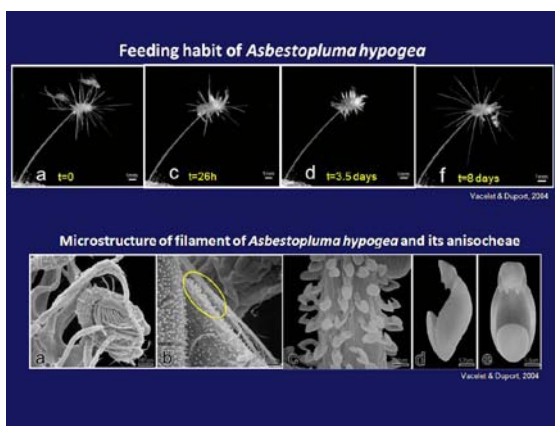 Feeding habit of Asbestopluma hypogea
a t=0
c t=26h
d t=3.5 days
f t=8 days
Vacelet & Duport, 2004
Microstructure of filament of Asbestopluma hypogea and its anisocheae
a
b
c
d
e
Vacelet & Duport, 2004